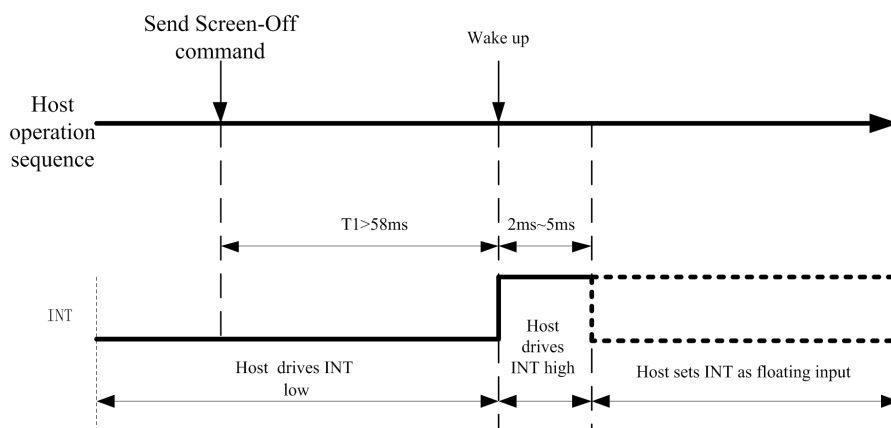 Send Screen-Off
command
Wake up
Host
operation
sequence
T1>58ms
2ms~5ms
INT
Host drives INT
low
Host
drives
INT high
Host sets INT as floating input